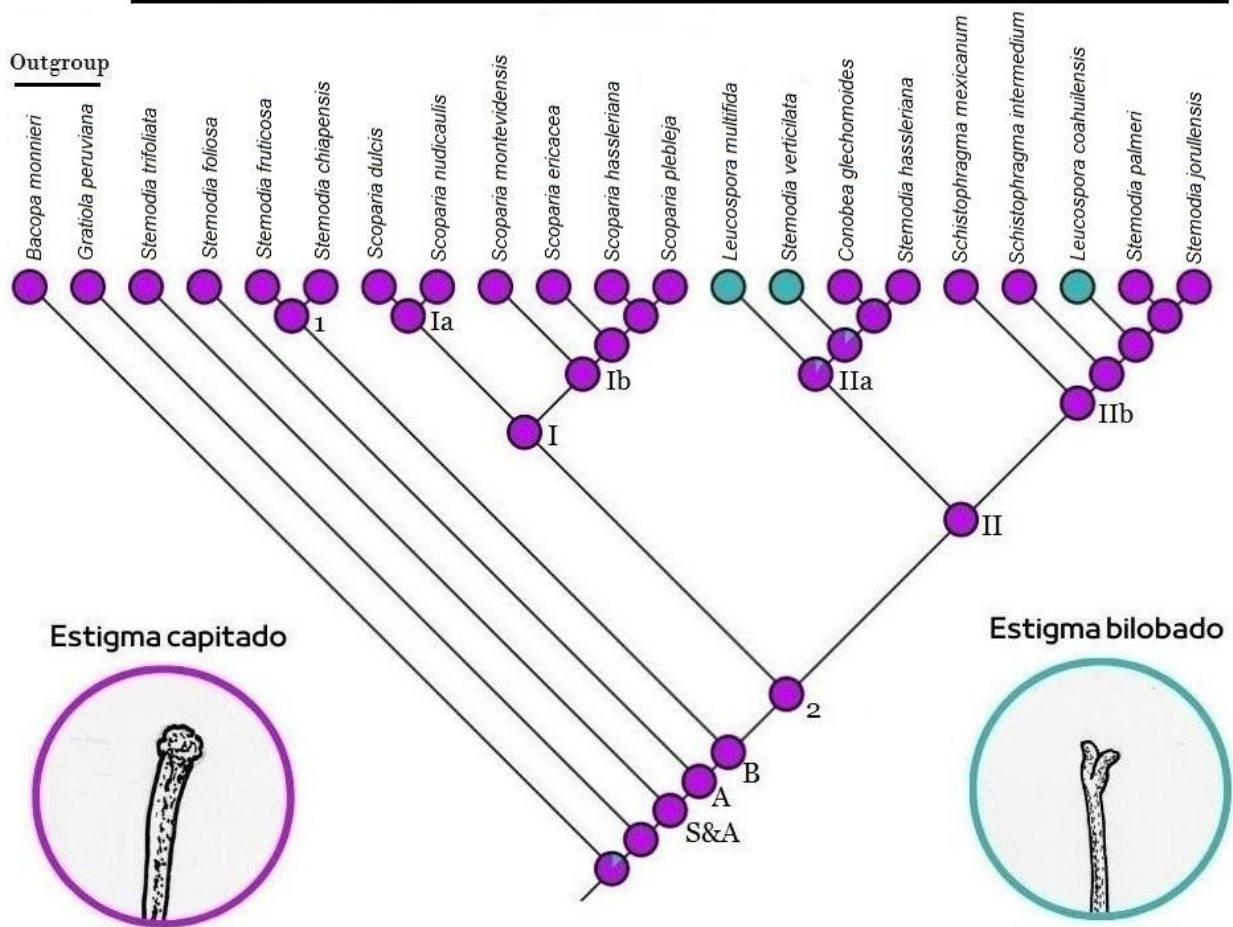 Outgroup
Bacopa monnieri
Gratiola peruviana
Stemodia trifoliata
Stemodia foliosa
Stemodia fruticosa
Stemodia chiapensis
Scoparia dulcis
Scoparia nudicaulis
Scoparia montevidensis
Scoparia ericacea
Scoparia hassleriana
Scoparia plebleja
Leucospora multifida
Stemodia verticilata
Conobea glechomoides
Stemodia hassleriana
Schistophragma mexicanum
Schistophragma intermedium
Leucospora coahuilensis
Stemodia palmeri
Stemodia jorullensis
1
Ia
Ib
IIa
IIb
I
II
Estigma capitado
Estigma bilobado
2
B
A
S&A